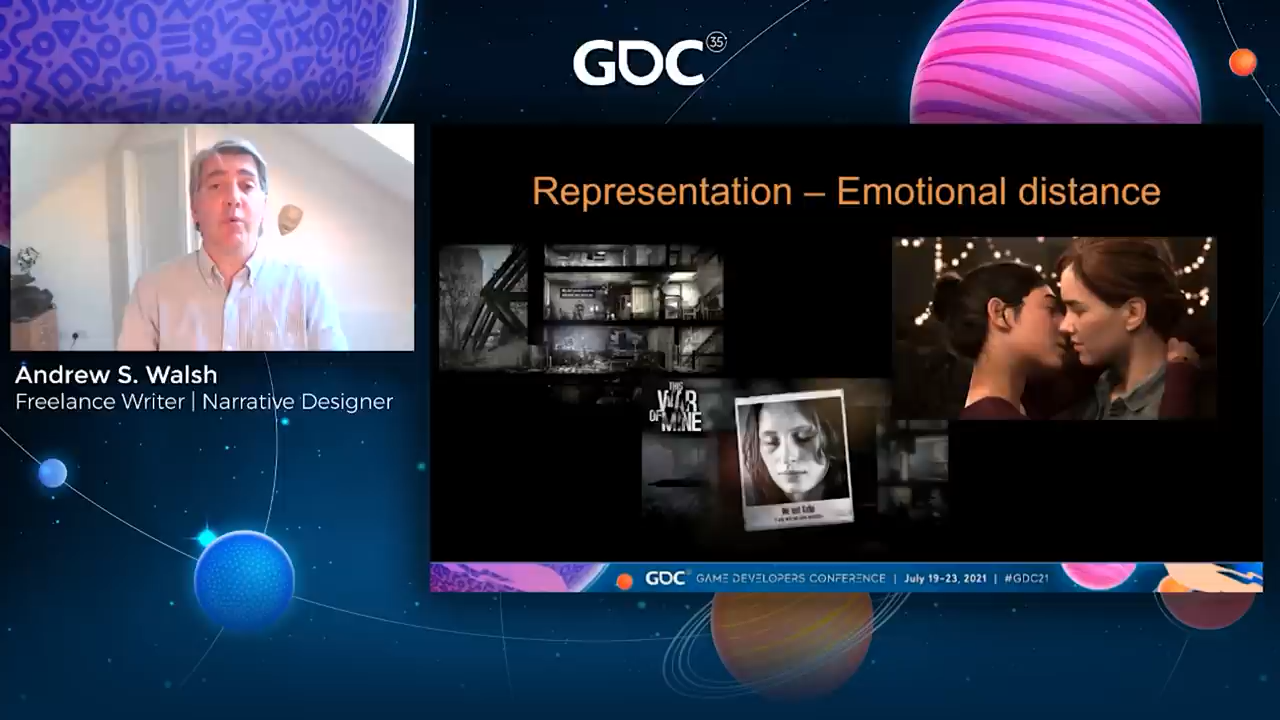 GDC 35
Representation – Emotional distance
THIS
WAR
OF MINE
Andrew S. Walsh
Freelance Writer | Narrative Designer
GDC GAME DEVELOPERS CONFERENCE | July 19-23, 2021 | #GDC21